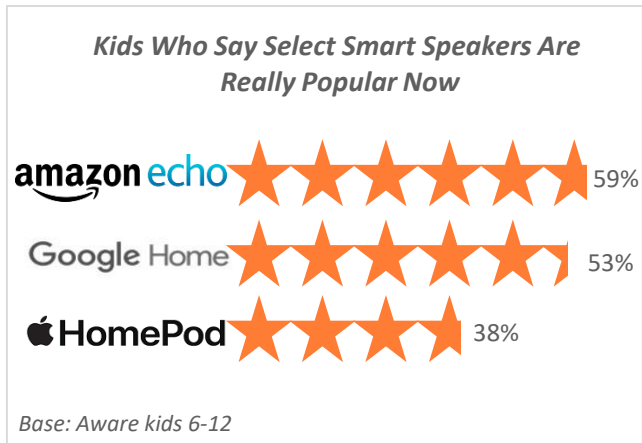 Kids Who Say Select Smart Speakers Are
Really Popular Now
amazon echo
59%
Google Home
53%
HomePod
38%
Base: Aware kids 6-12